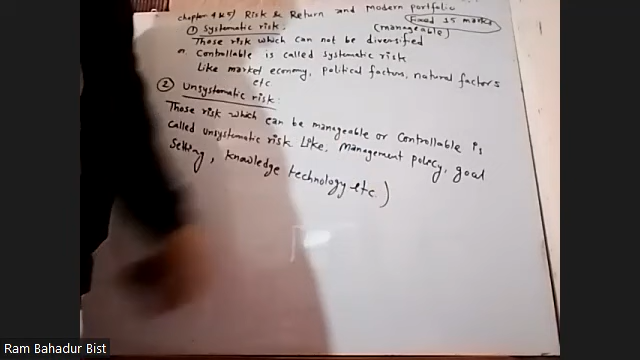 chapter 4 & 5) Risk & Return and modern portfolio
Fixed 15 marks
① Systematic risk. (manageable)
Those risk which can not be diversified
or controllable is called systematic risk
Like market economy, political factors, natural factors
etc
② Unsystematic risk:
Those risk which can be manageable or controllable is
called unsystematic risk Like, management policy, goal
setting, knowledge technology etc.)
Ram Bahadur Bist